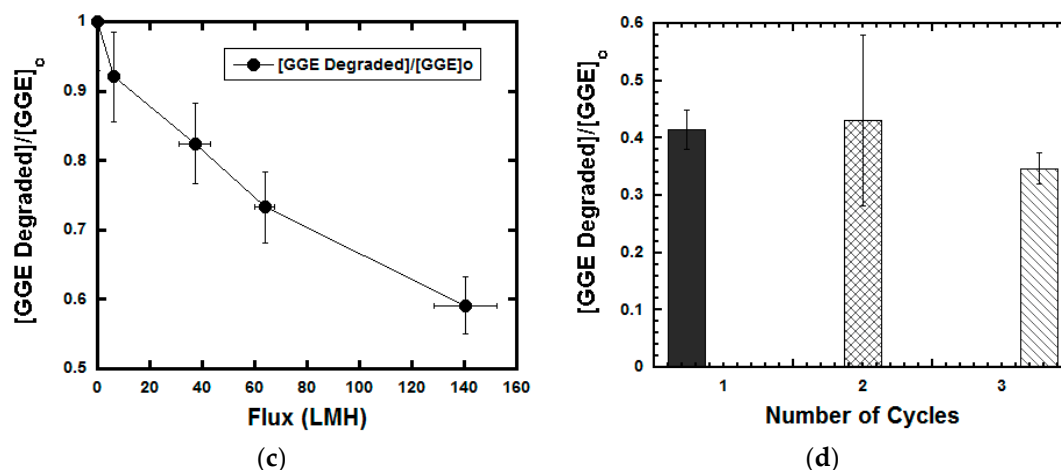 [GGE Degraded]/[GGE]o
1
0.9
0.8
0.7
0.6
0.5
[GGE Degraded]/[GGE]o
0 20 40 60 80 100 120 140 160
Flux (LMH)
(c)
[GGE Degraded]/[GGE]o
0.6
0.5
0.4
0.3
0.2
0.1
0
1 2 3
Number of Cycles
(d)